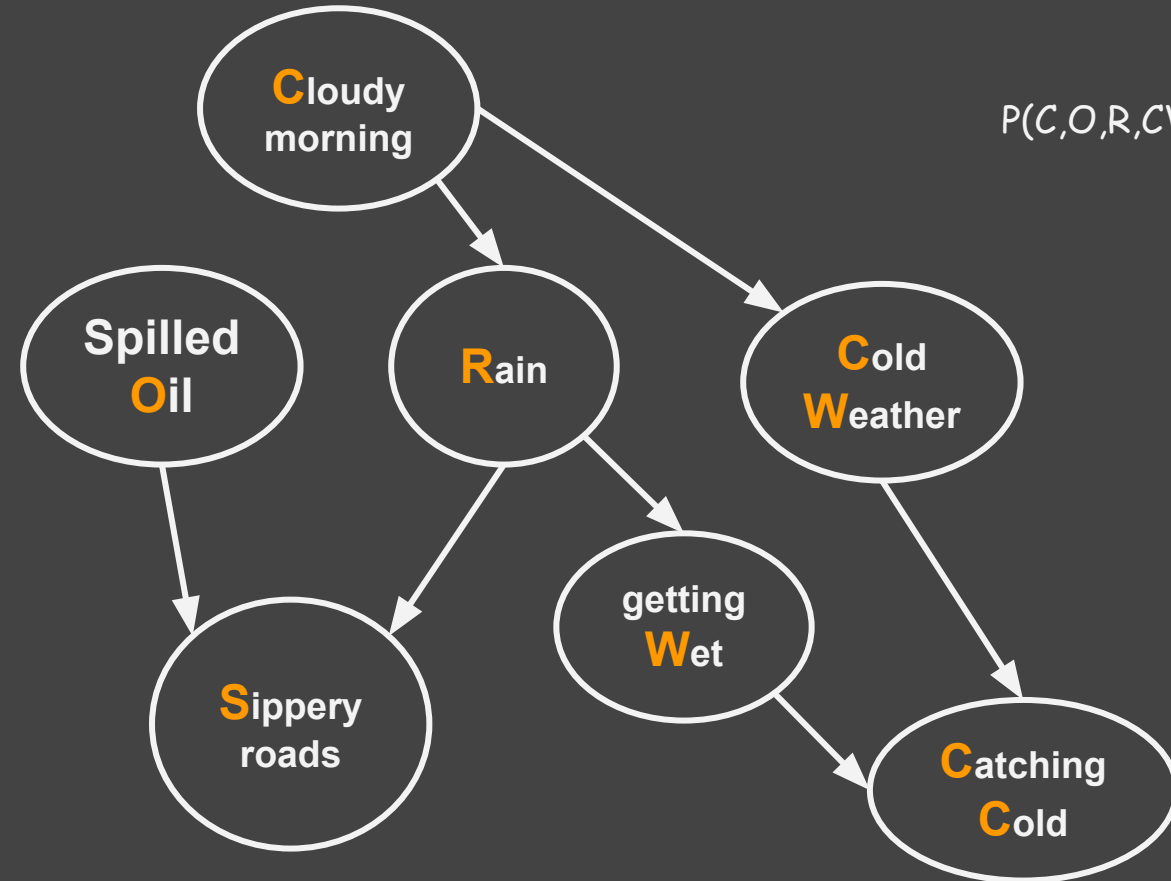 Cloudy
morning
P(C,O,R,C
Spilled
Oil
Rain
Cold
Weather
getting
Wet
Sippery
roads
Catching
Cold